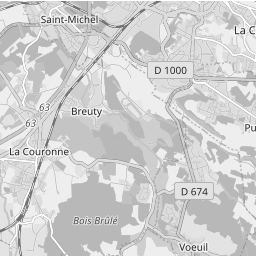 Saint-Michel
La C
D 1000
63
Breuty
63
Pu
La Couronne
D 674
Bois Brûlé
Voeuil